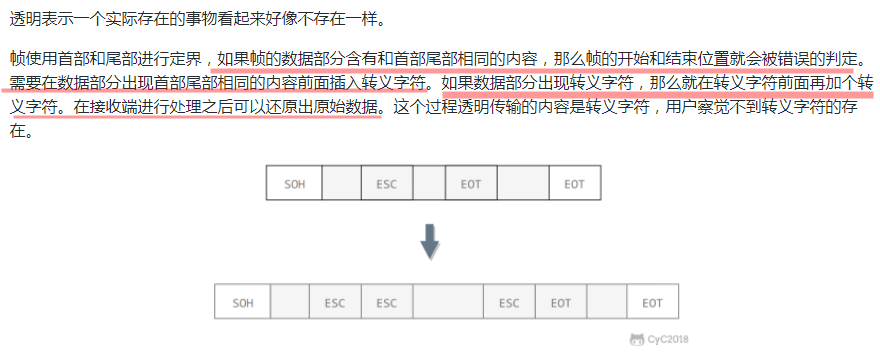 透明表示一个实际存在的事物看起来好像不存在一样。
帧使用首部和尾部进行定界，如果帧的数据部分含有和首部尾部相同的内容，那么帧的开始和结束位置就会被错误的判定。
需要在数据部分出现首部尾部相同的内容前面插入转义字符。如果数据部分出现转义字符，那么就在转义字符前面再加个转
义字符。在接收端进行处理之后可以还原出原始数据。这个过程透明传输的内容是转义字符，用户察觉不到转义字符的存
在。
SOH ESC EOT EOT
SOH ESC ESC ESC EOT EOT
CyC2018